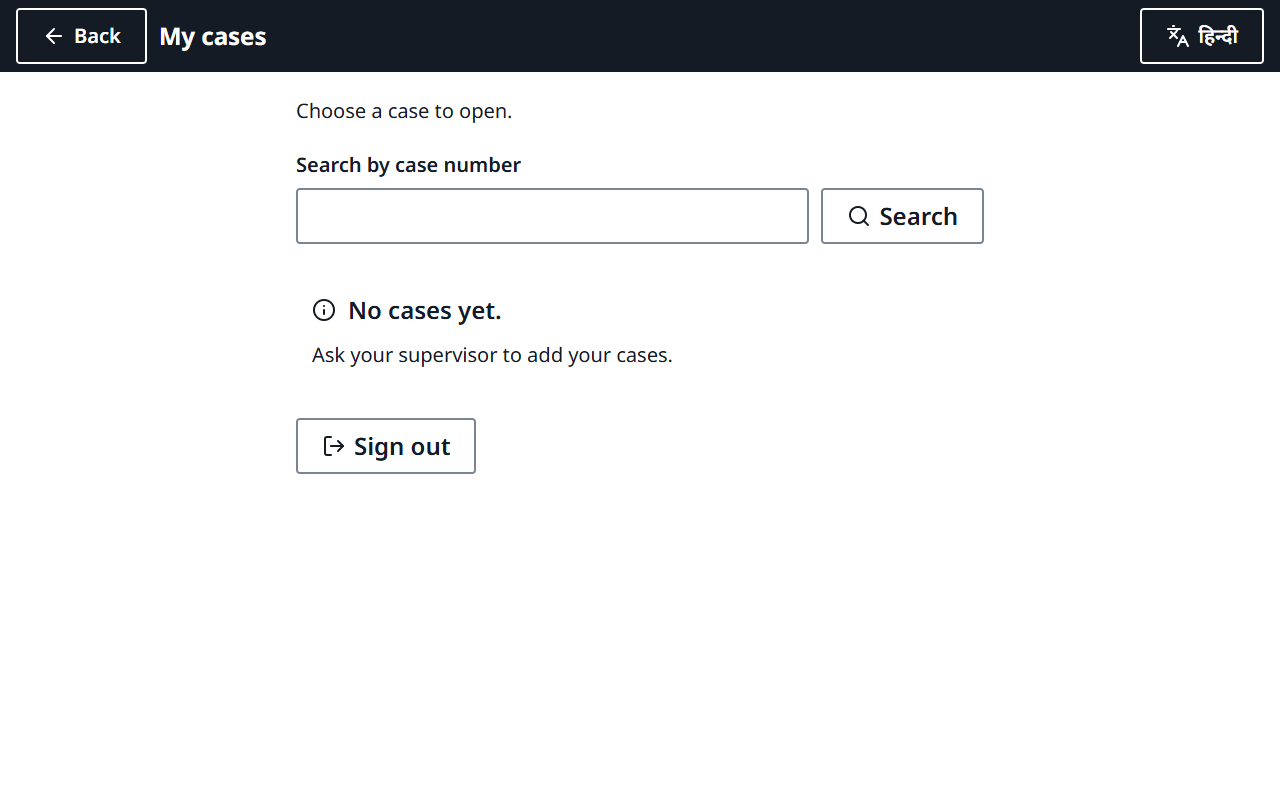 Back
My cases
हिन्दी
Choose a case to open.
Search by case number
Search
No cases yet.
Ask your supervisor to add your cases.
Sign out